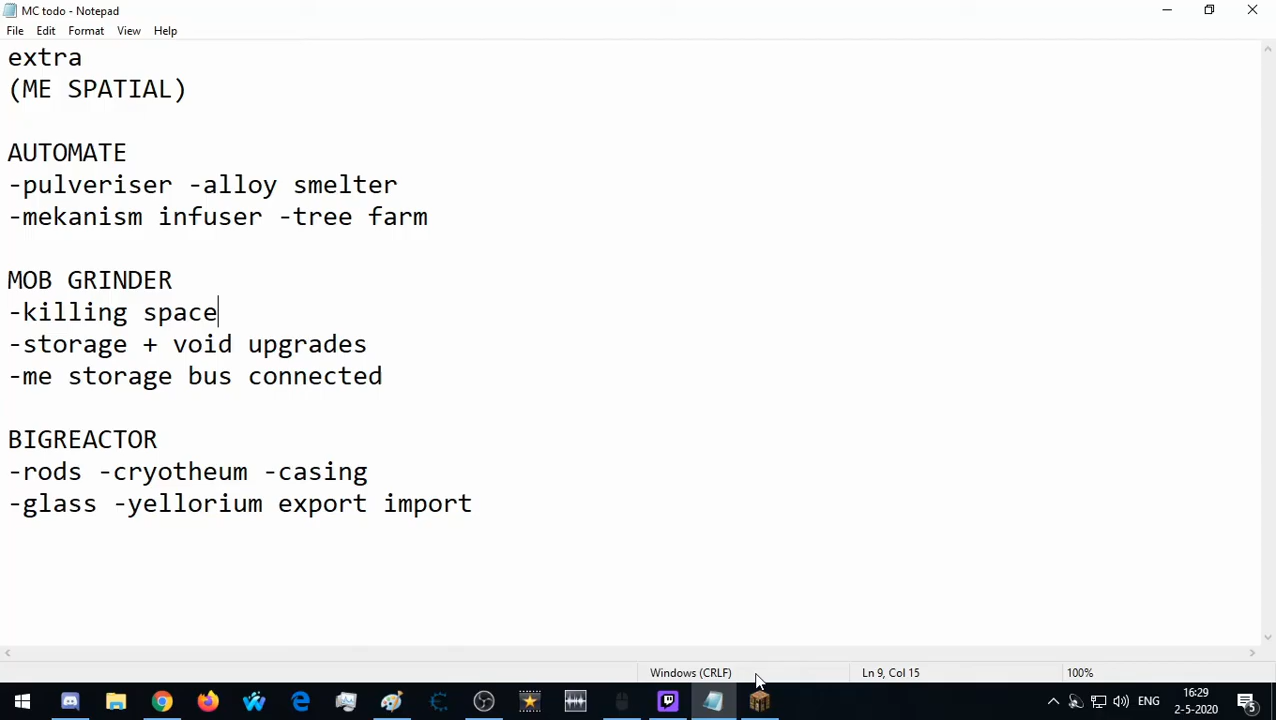 MC todo - Notepad
File Edit Format View Help
extra
(ME SPATIAL)
AUTOMATE
-pulveriser -alloy smelter
-mekanism infuser -tree farm
MOB GRINDER
-killing space
-storage + void upgrades
-me storage bus connected
BIGREACTOR
-rods -cryotheum -casing
-glass -yellorium export import
Windows (CRLF) Ln 9, Col 15 100%
ENG 16:29
2-5-2020
5